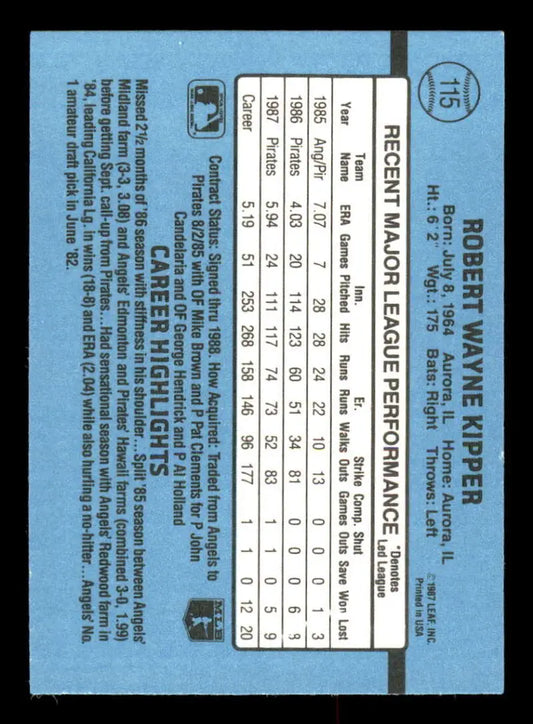 115
ROBERT WAYNE KIPPER
Born: July 8, 1964 Aurora, IL Home: Aurora, IL
Ht.: 6' 2" Wgt.: 175 Bats: Right Throws: Left
©1987 LEAF, INC.
Printed in USA
RECENT MAJOR LEAGUE PERFORMANCE
*Denotes
Led League
Team Inn. Er. Strike Comp. Shut
Year Name ERA Games Pitched Hits Runs Runs Walks Outs Games Outs Save Won Lost
1985 Ang/Pir 7.07 7 28 28 24 22 10 13 0 0 0 1 3
1986 Pirates 4.03 20 114 123 60 51 34 81 0 0 0 6 8
1987 Pirates 5.94 24 111 117 74 73 52 83 1 1 0 5 9
Career 5.19 51 253 268 158 146 96 177 1 1 0 12 20
Contract Status: Signed thru 1988. How Acquired: Traded from Angels to
Pirates 8/2/85 with OF Mike Brown and P Pat Clements for P John
Candelaria and OF George Hendrick and P Al Holland
MLB
CAREER HIGHLIGHTS
Missed 2½ months of '86 season with stiffness in his shoulder...Split '85 season between Angels'
Midland farm (3-3, 3.08) and Angels' Edmonton and Pirates' Hawaii farms (combined 3-0, 1.99)
before getting Sept. call-up from Pirates...Had sensational season with Angels' Redwood farm in
'84, leading California Lg. in wins (18-8) and ERA (2.04) while also hurling a no-hitter...Angels' No.
1 amateur draft pick in June '82.